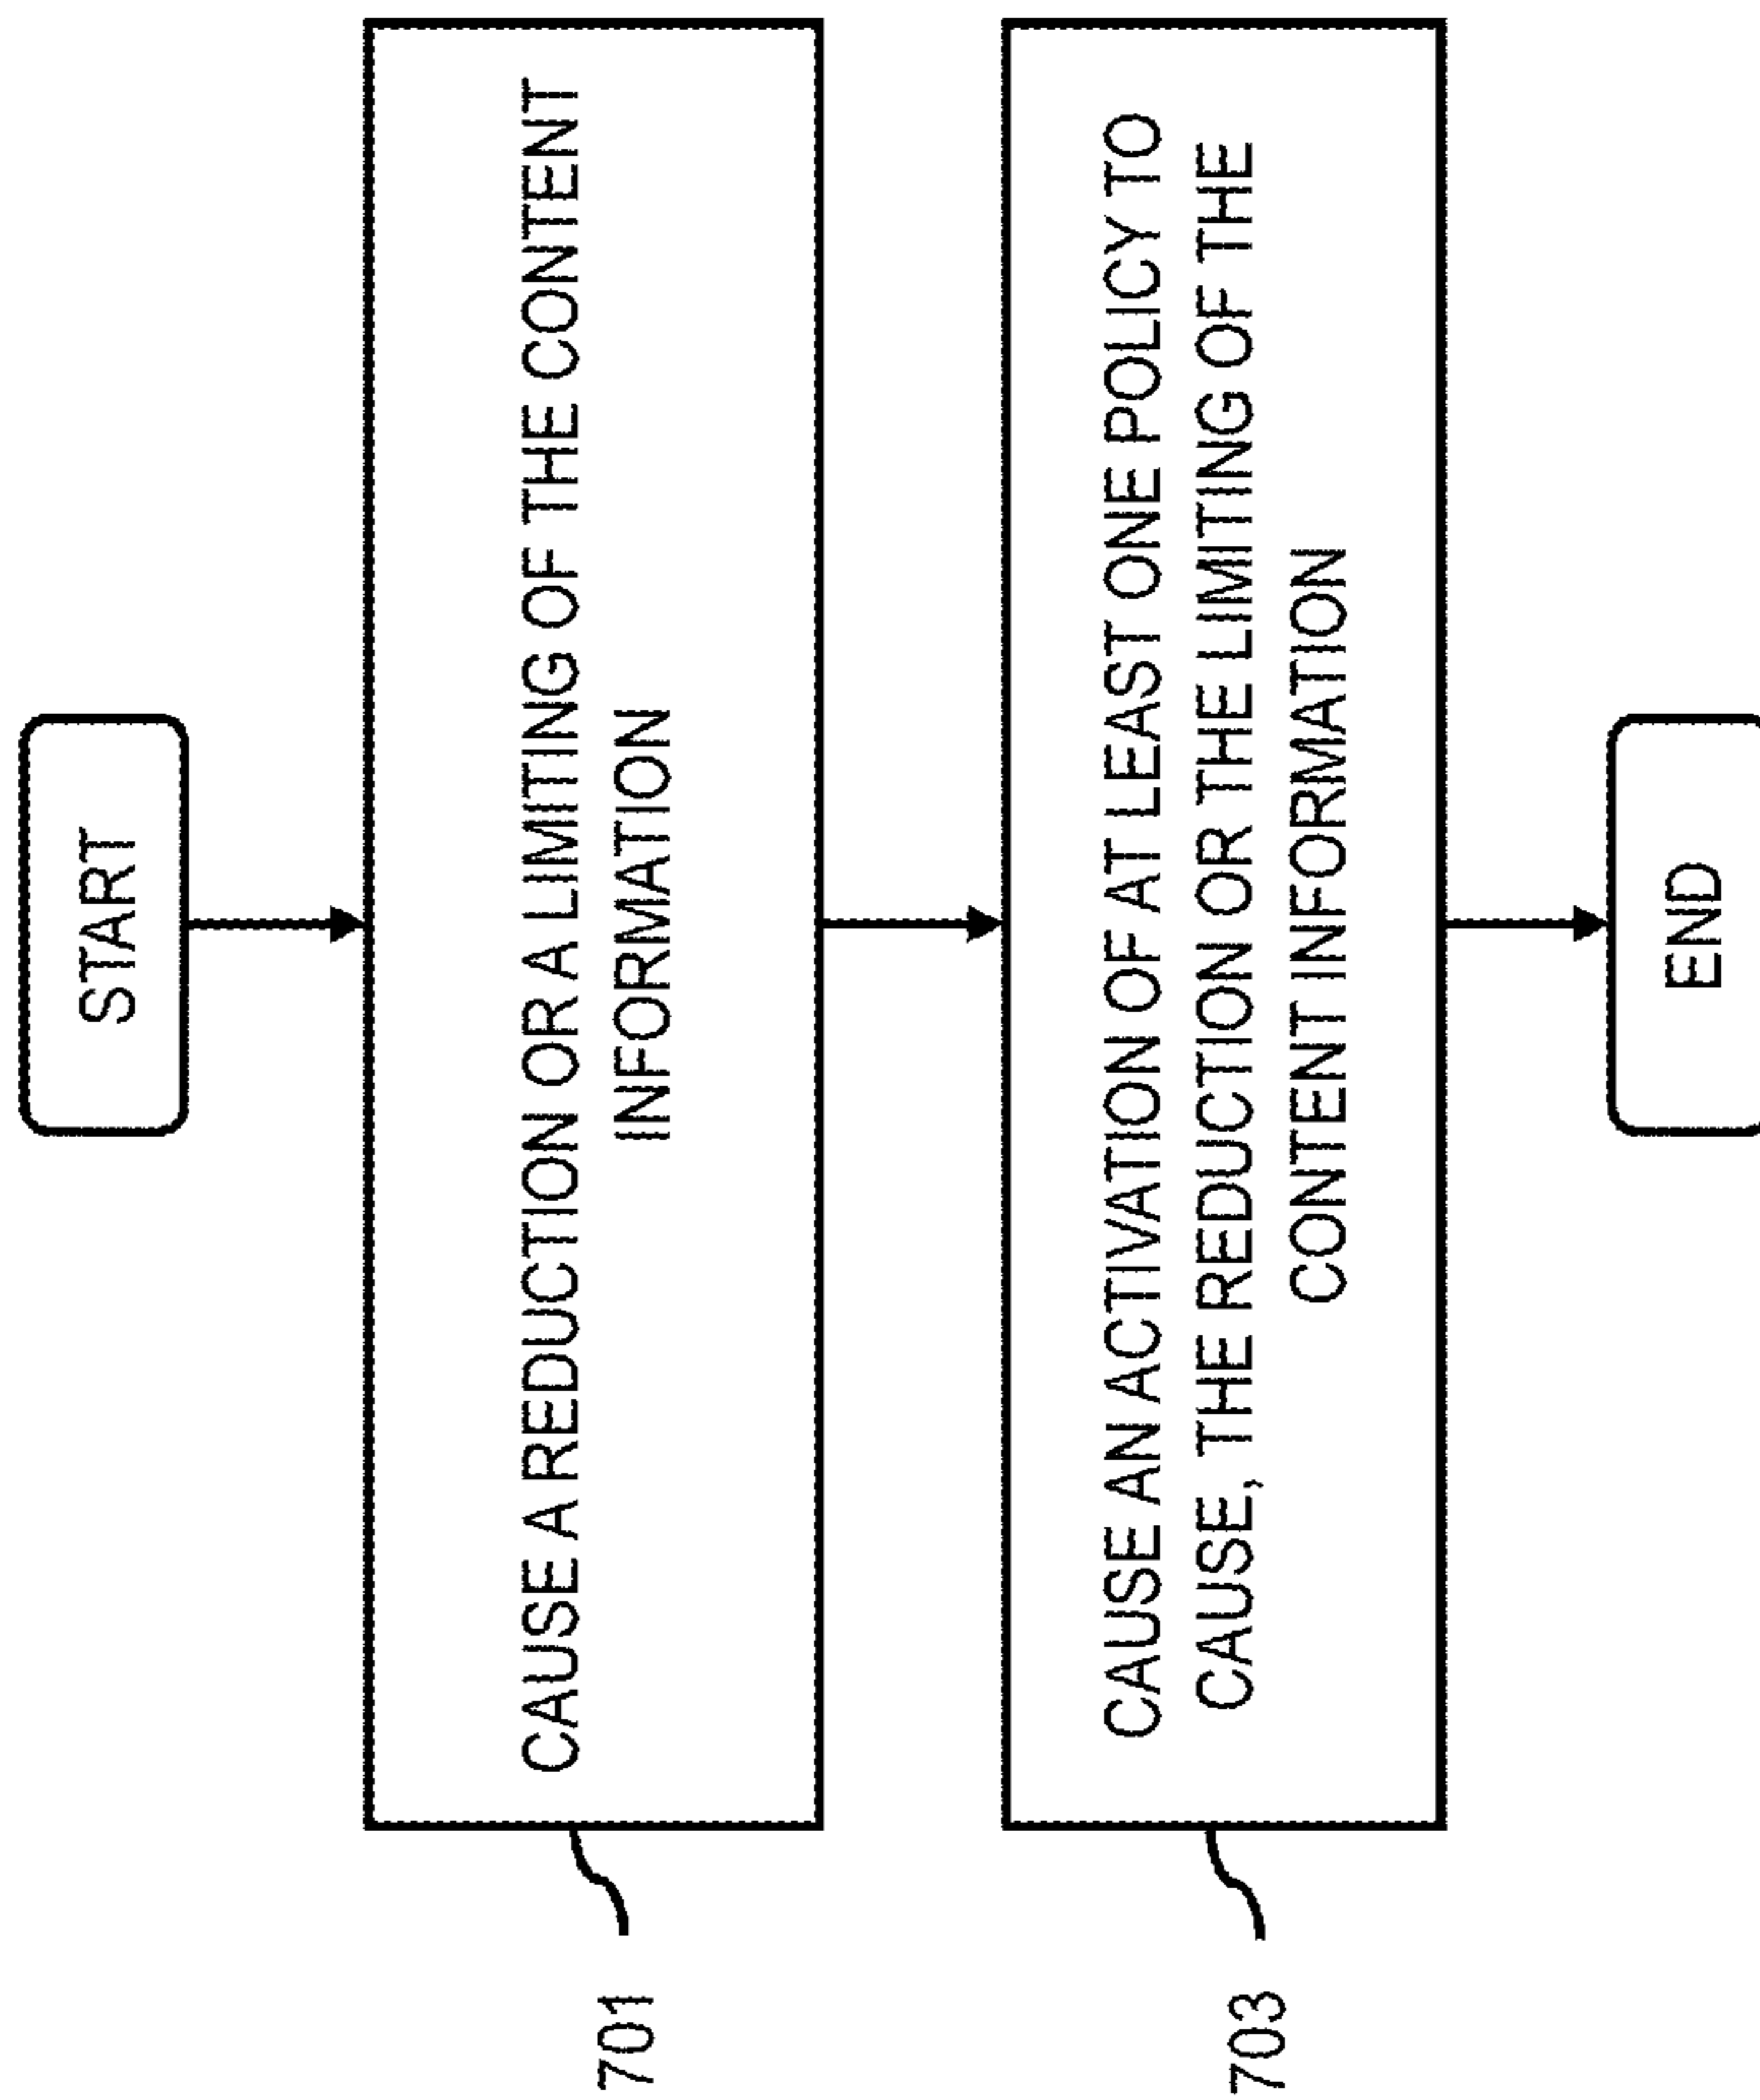 START
701
CAUSE A REDUCTION OR A LIMITING OF THE CONTENT
INFORMATION
703
CAUSE AN ACTIVATION OF AT LEAST ONE POLICY TO
CAUSE, THE REDUCTION OR THE LIMITING OF THE
CONTENT INFORMATION
END